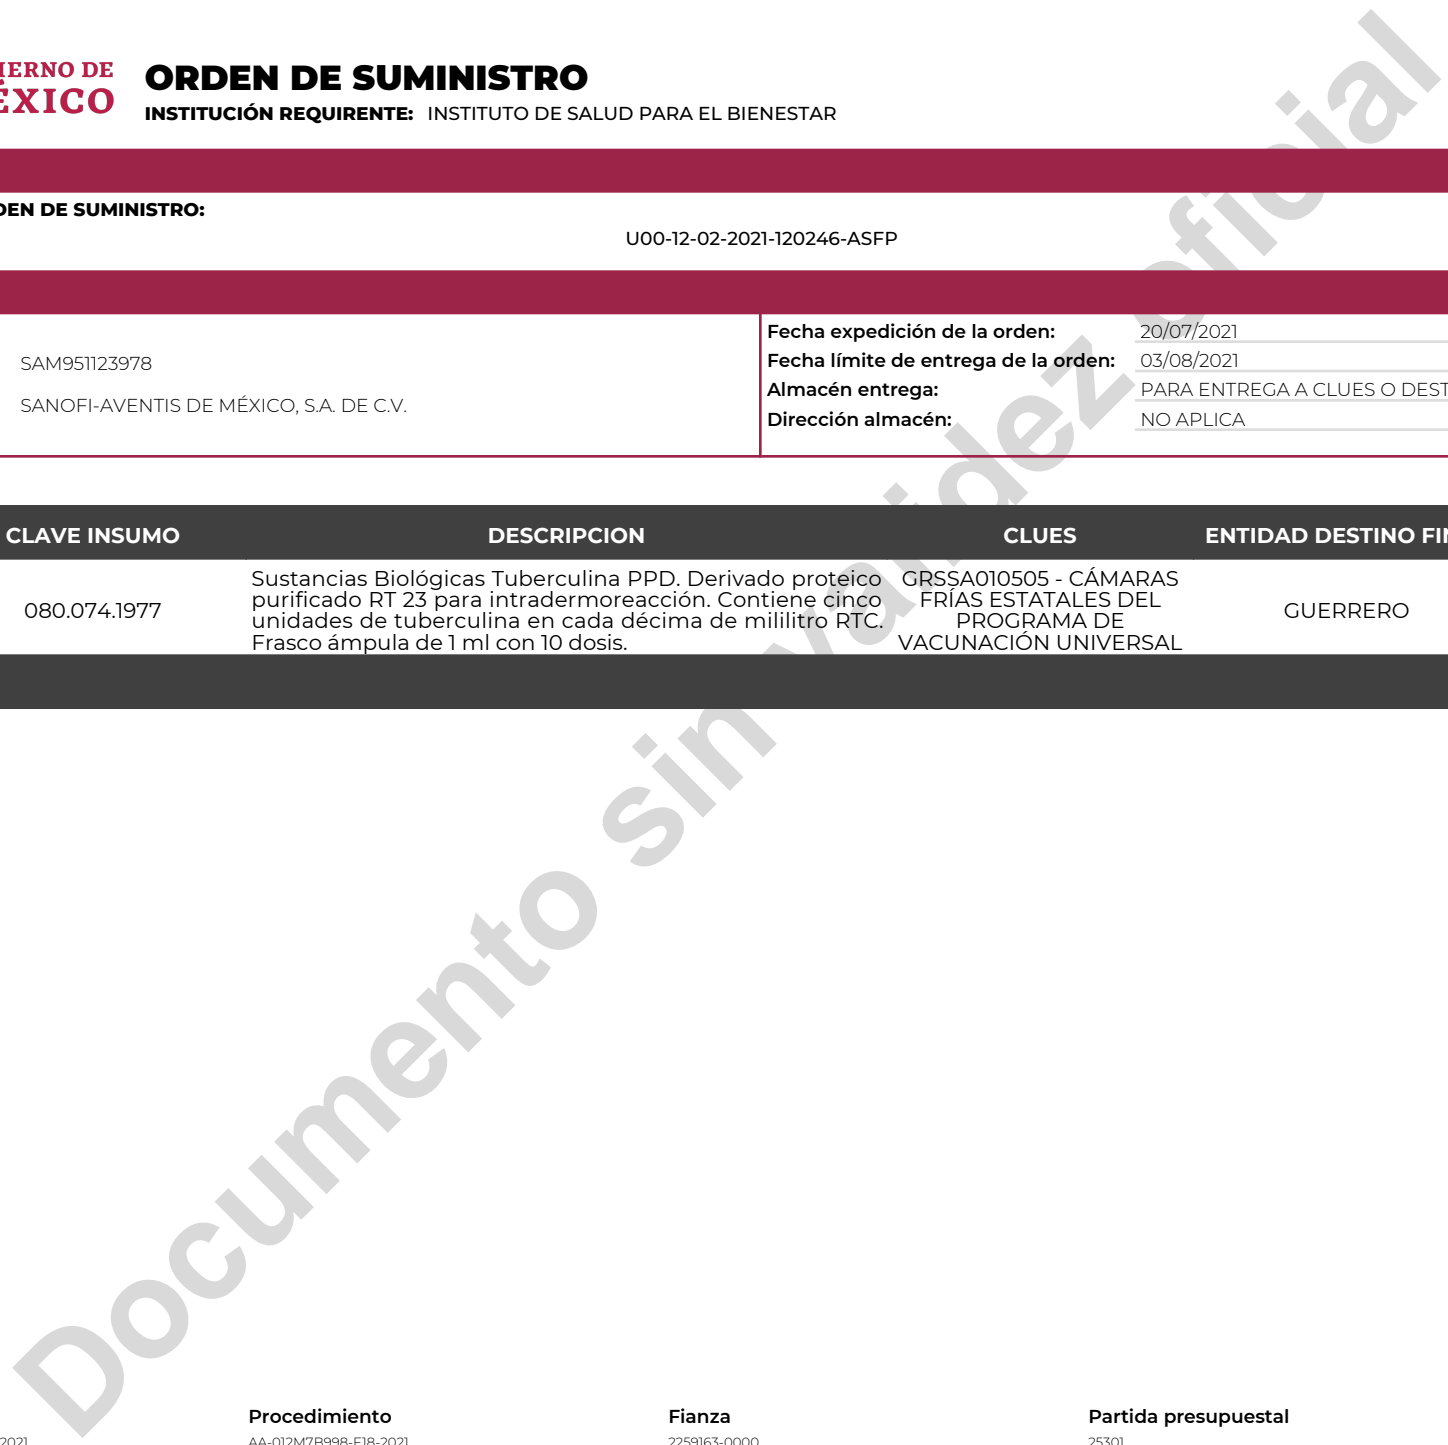 IERNO DE
ÉXICO
ORDEN DE SUMINISTRO
INSTITUCIÓN REQUIRENTE: INSTITUTO DE SALUD PARA EL BIENESTAR
DEN DE SUMINISTRO:
U00-12-02-2021-120246-ASFP
SAM951123978
SANOFI-AVENTIS DE MÉXICO, S.A. DE C.V.
Fecha expedición de la orden: 20/07/2021
Fecha límite de entrega de la orden: 03/08/2021
Almacén entrega: PARA ENTREGA A CLUES O DEST
Dirección almacén: NO APLICA
CLAVE INSUMO DESCRIPCION CLUES ENTIDAD DESTINO FIN
080.074.1977
Sustancias Biológicas Tuberculina PPD. Derivado proteico
purificado RT 23 para intradermoreacción. Contiene cinco
unidades de tuberculina en cada décima de mililitro RTC.
Frasco ámpula de 1 ml con 10 dosis.
GRSSA010505 - CÁMARAS
FRÍAS ESTATALES DEL
PROGRAMA DE
VACUNACIÓN UNIVERSAL
GUERRERO
Documento sin validez oficial
Procedimiento Fianza Partida presupuestal
2021 AA-012M7B998-E18-2021 2259163-0000 25301